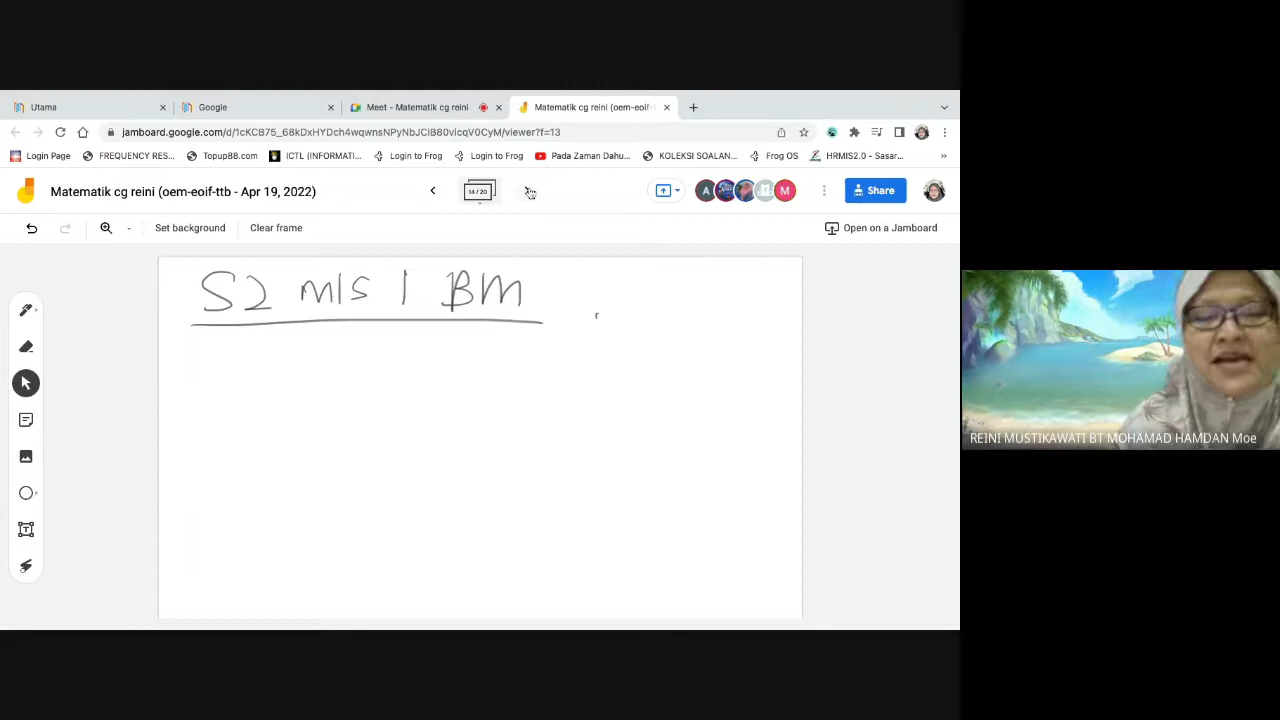 Utama
Google
Meet - Matematik cg reini
Matematik cg reini (oem-eoif-t
jamboard.google.com/d/1cKCB75_68kDxHYDch4wqwnsNPyNbJCiB80vIcqV0CyM/viewer?f=13
Login Page
FREQUENCY RES...
Topup88.com
ICTL (INFORMATI...
Login to Frog
Login to Frog
Pada Zaman Dahu...
KOLEKSI SOALAN...
Frog OS
HRMIS2.0 - Sasar...
Matematik cg reini (oem-eoif-ttb - Apr 19, 2022)
14 / 20
A
M
Share
Set background
Clear frame
Open on a Jamboard
S2 m/s 1 BM
REINI MUSTIKAWATI BT MOHAMAD HAMDAN Moe